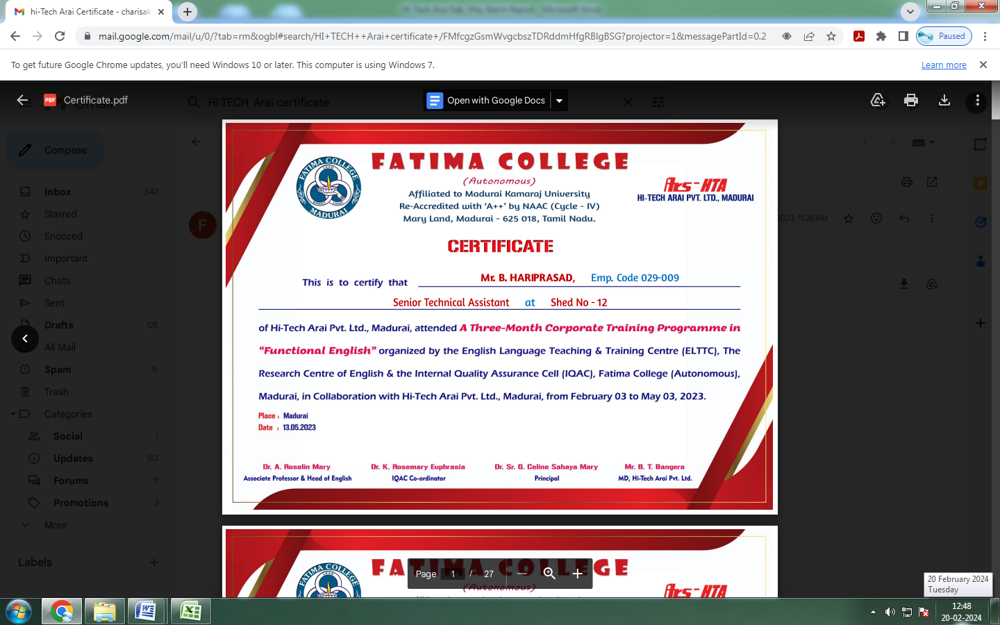 hi-Tech Arai Certificate - charisak
mail.google.com/mail/u/0/?tab=rm&ogbl#search/HI+TECH++Arai+certificate+/FMfcgzGsmWvgcbszTDRddmHfgRBlgBSG?projector=1&messagePartId=0.2
Paused
To get future Google Chrome updates, you'll need Windows 10 or later. This computer is using Windows 7.
Learn more
Certificate.pdf
HI TECH Arai certificate
Open with Google Docs
Compose
Inbox 542
Starred
Snoozed
Important
Chats
Sent
Drafts 128
All Mail
Spam 15
Trash
Categories
Social 1
Updates 182
Forums 11
Promotions 3
More
Labels
F
2023, 11:38 AM
FATIMA COLLEGE
(Autonomous)
Affiliated to Madurai Kamaraj University
Re-Accredited with ‘A++’ by NAAC (Cycle - IV)
Mary Land, Madurai - 625 018, Tamil Nadu.
FATIMA COLLEGE
LEAD KINDLY LIGHT
MADURAI
HTA
HI-TECH ARAI PVT. LTD., MADURAI
CERTIFICATE
This is to certify that Mr. B. HARIPRASAD, Emp. Code 029-009
Senior Technical Assistant at Shed No - 12
of Hi-Tech Arai Pvt. Ltd., Madurai, attended A Three-Month Corporate Training Programme in
“Functional English” organized by the English Language Teaching & Training Centre (ELTTC), The
Research Centre of English & the Internal Quality Assurance Cell (IQAC), Fatima College (Autonomous),
Madurai, in Collaboration with Hi-Tech Arai Pvt. Ltd., Madurai, from February 03 to May 03, 2023.
Place : Madurai
Date : 13.05.2023
Dr. A. Roselin Mary Dr. K. Rosemary Euphrasia Dr. Sr. G. Celine Sahaya Mary Mr. B. T. Bangera
Associate Professor & Head of English IQAC Co-ordinator Principal MD, Hi-Tech Arai Pvt. Ltd.
FATIMA COLLEGE
(Autonomous)
FATIMA COLLEGE
HTA
Page 1 / 27
20 February 2024
Tuesday
12:48
20-02-2024